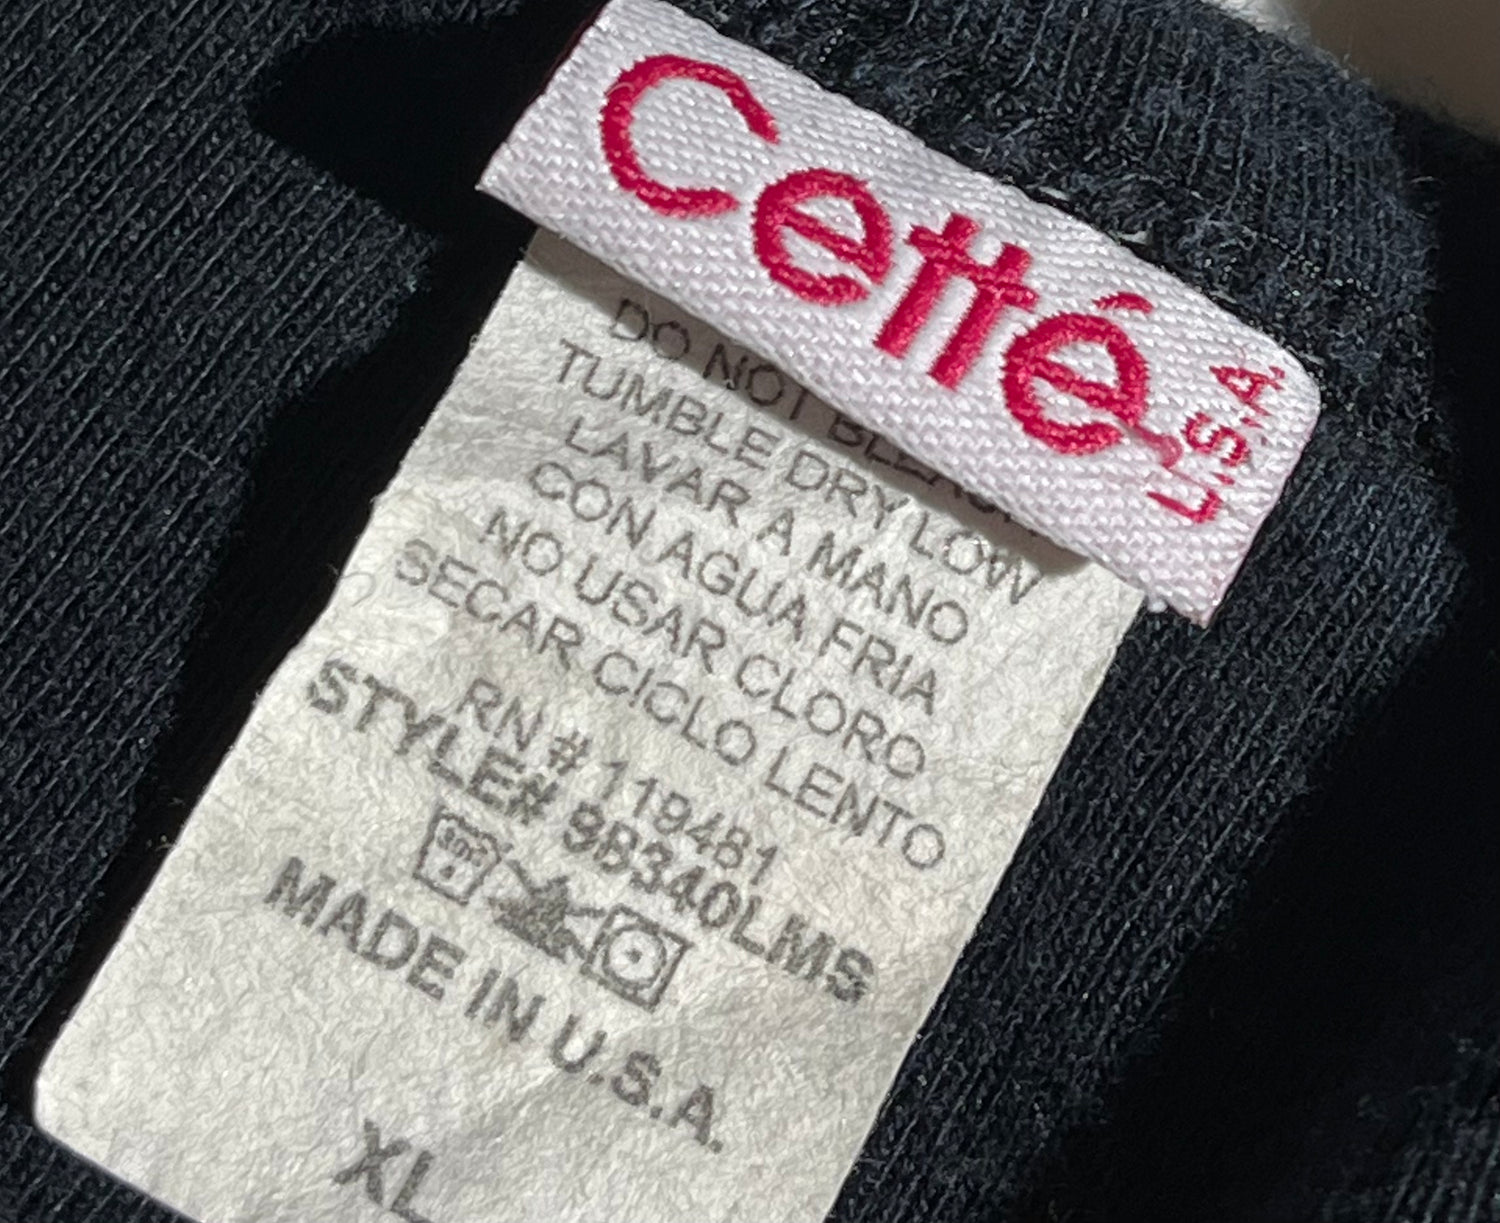 Cetté
U.S.A.
DO NOT BLEACH
TUMBLE DRY LOW
LAVAR A MANO
CON AGUA FRIA
NO USAR CLORO
SECAR CICLO LENTO
RN # 119481
STYLE# 9B340LMS
MADE IN U.S.A.
XL